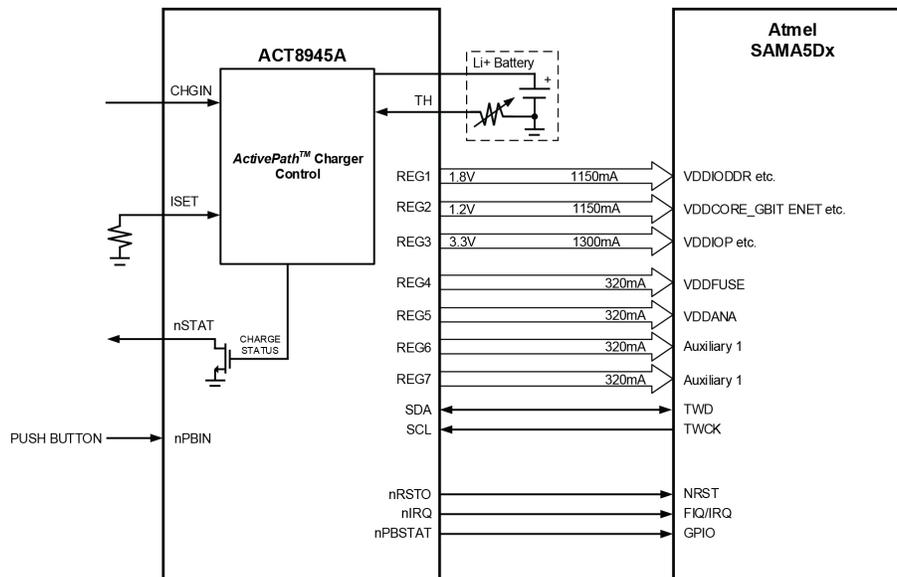 Atmel
SAMA5Dx
ACT8945A
Li+ Battery
+
CHGIN
TH
ActivePath™ Charger
Control
ISET
REG1 1.8V 1150mA VDDIODDR etc.
REG2 1.2V 1150mA VDDCORE_GBIT ENET etc.
REG3 3.3V 1300mA VDDIOP etc.
REG4 320mA VDDFUSE
REG5 320mA VDDANA
REG6 320mA Auxiliary 1
REG7 320mA Auxiliary 1
nSTAT
CHARGE
STATUS
SDA TWD
SCL TWCK
PUSH BUTTON nPBIN
nRSTO NRST
nIRQ FIQ/IRQ
nPBSTAT GPIO